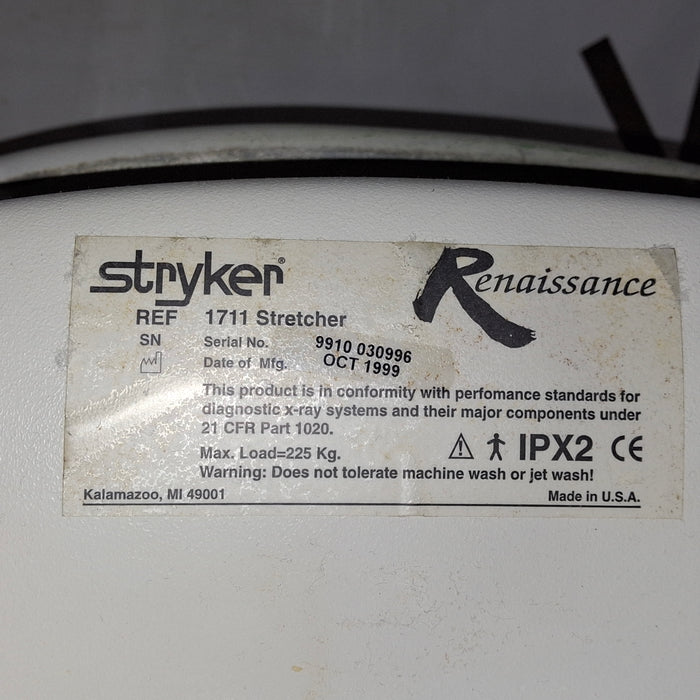 stryker® Renaissance
REF 1711 Stretcher
SN Serial No. 9910 030996
Date of Mfg. OCT 1999
This product is in conformity with perfomance standards for
diagnostic x-ray systems and their major components under
21 CFR Part 1020.
Max. Load=225 Kg. IPX2 CE
Warning: Does not tolerate machine wash or jet wash!
Kalamazoo, MI 49001 Made in U.S.A.